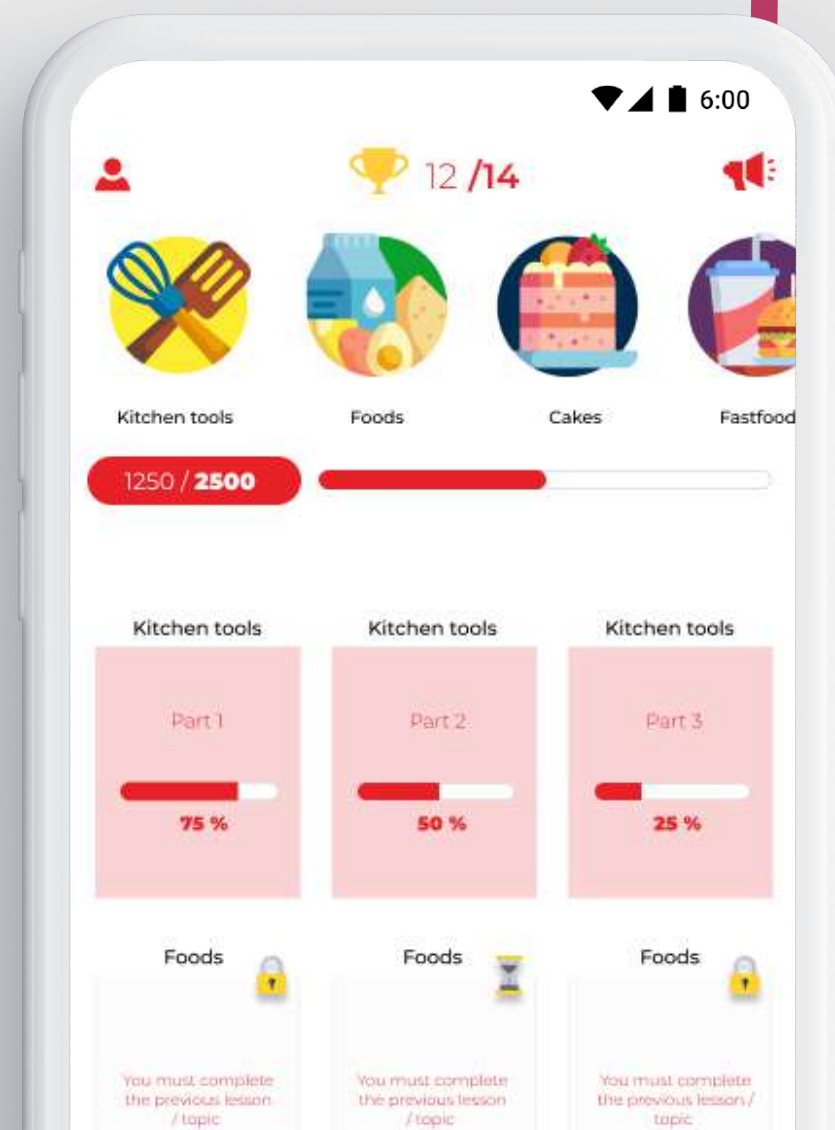 6:00
12 /14
Kitchen tools
Foods
Cakes
Fastfood
1250 / 2500
Kitchen tools
Kitchen tools
Kitchen tools
Part 1
Part 2
Part 3
75 %
50 %
25 %
Foods
Foods
Foods
You must complete
the previous lesson
/ topic
You must complete
the previous lesson
/ topic
You must complete
the previous lesson /
topic